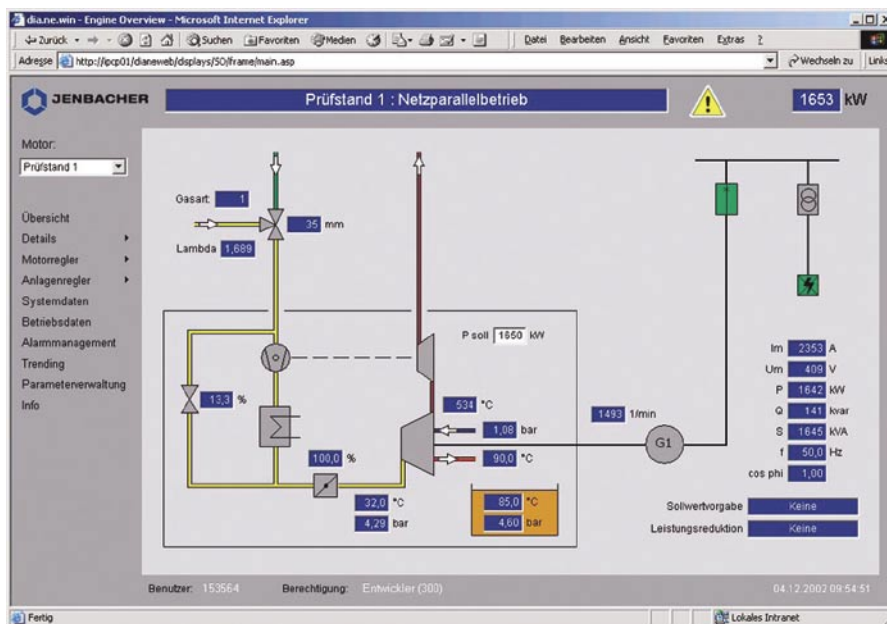 dia.ne.win - Engine Overview - Microsoft Internet Explorer
Zurück Suchen Favoriten Medien Datei Bearbeiten Ansicht Favoriten Extras ?
Adresse http://ipcp01/dianeweb/displays/SO/frame/main.asp Wechseln zu Links
JENBACHER Prüfstand 1 : Netzparallelbetrieb 1653 kW
Motor:
Prüfstand 1
Übersicht
Details
Motorregler
Anlagenregler
Systemdaten
Betriebsdaten
Alarmmanagement
Trending
Parameterverwaltung
Info
Gasart 1
35 mm
Lambda 1,689
P soll 1650 kW
13,3 %
534 °C
1,08 bar
90,0 °C
100,0 %
32,0 °C
4,29 bar
85,0 °C
4,60 bar
1493 1/min
G1
Im 2353 A
Um 409 V
P 1642 kW
Q 141 kvar
S 1645 kVA
f 50,0 Hz
cos phi 1,00
Sollwertvorgabe Keine
Leistungsreduktion Keine
Benutzer: 153564 Berechtigung: Entwickler (300) 04.12.2002 09:54:51
Fertig Lokales Intranet